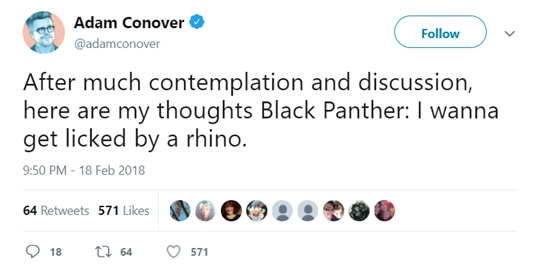 Adam Conover
@adamconover
Follow
After much contemplation and discussion,
here are my thoughts Black Panther: I wanna
get licked by a rhino.
9:50 PM - 18 Feb 2018
64 Retweets 571 Likes
18 64 571